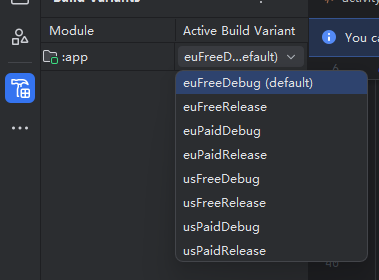 Build Variants
Module
Active Build Variant
:app
euFreeD...efault)
You ca
euFreeDebug (default)
euFreeRelease
euPaidDebug
euPaidRelease
usFreeDebug
usFreeRelease
usPaidDebug
usPaidRelease